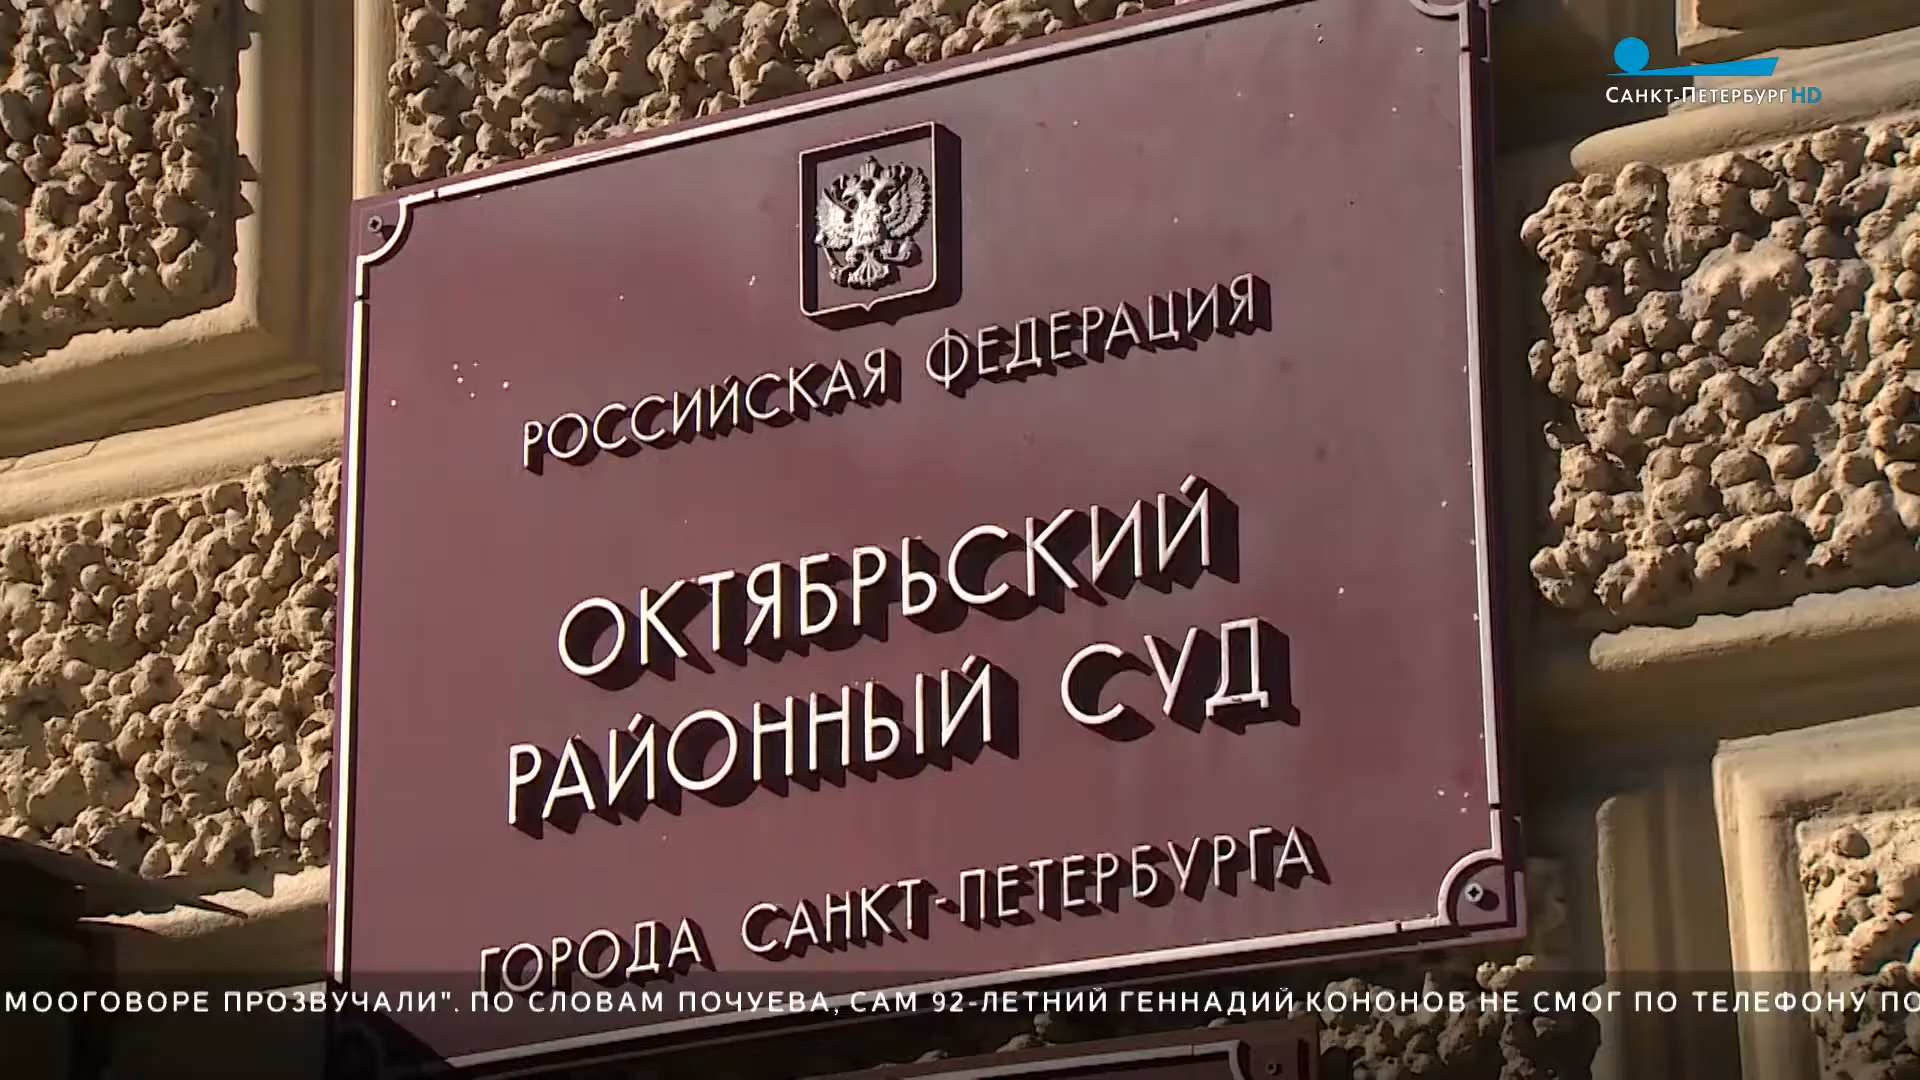 САНКТ-ПЕТЕРБУРГ HD
РОССИЙСКАЯ ФЕДЕРАЦИЯ
ОКТЯБРЬСКИЙ
РАЙОННЫЙ СУД
ГОРОДА САНКТ-ПЕТЕРБУРГА
МООГОВОРЕ ПРОЗВУЧАЛИ". ПО СЛОВАМ ПОЧУЕВА, САМ 92-ЛЕТНИЙ ГЕННАДИЙ КОНОНОВ НЕ СМОГ ПО ТЕЛЕФОНУ ПО